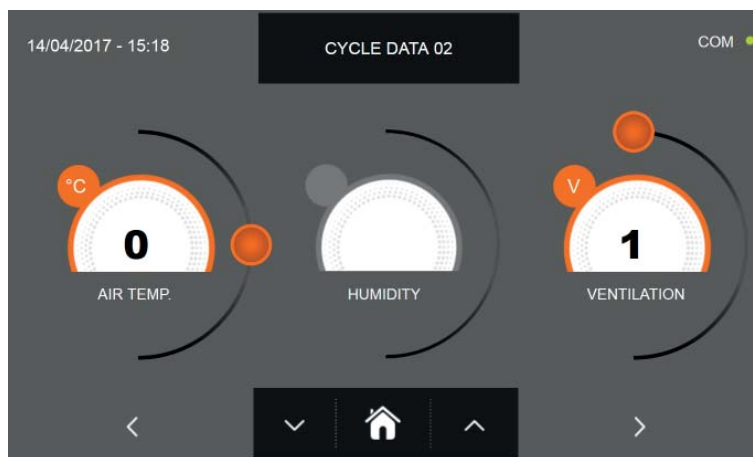 14/04/2017 - 15:18
CYCLE DATA 02
COM
°C
V
0
1
AIR TEMP.
HUMIDITY
VENTILATION